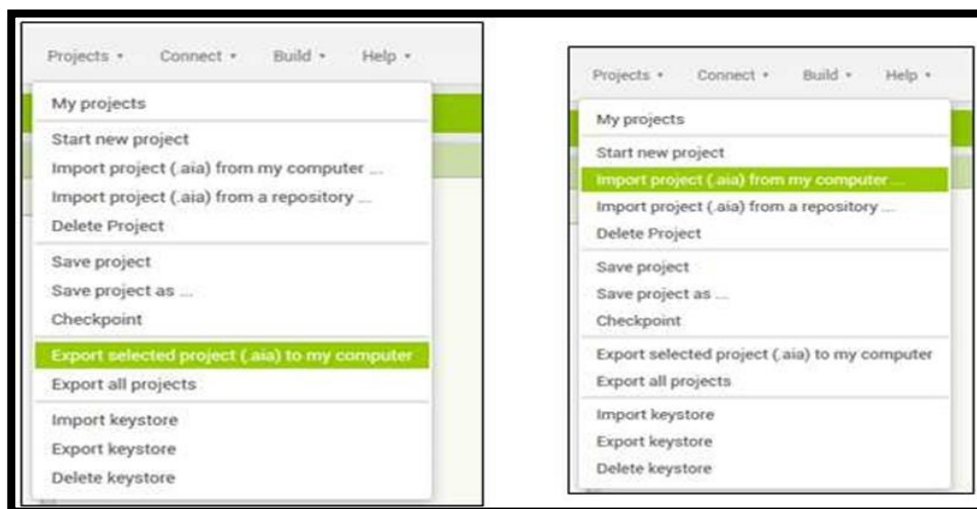 Projects Connect Build Help
My projects
Start new project
Import project (.aia) from my computer ...
Import project (.aia) from a repository ...
Delete Project
Save project
Save project as ...
Checkpoint
Export selected project (.aia) to my computer
Export all projects
Import keystore
Export keystore
Delete keystore
Projects Connect Build Help
My projects
Start new project
Import project (.aia) from my computer ...
Import project (.aia) from a repository ...
Delete Project
Save project
Save project as ...
Checkpoint
Export selected project (.aia) to my computer
Export all projects
Import keystore
Export keystore
Delete keystore